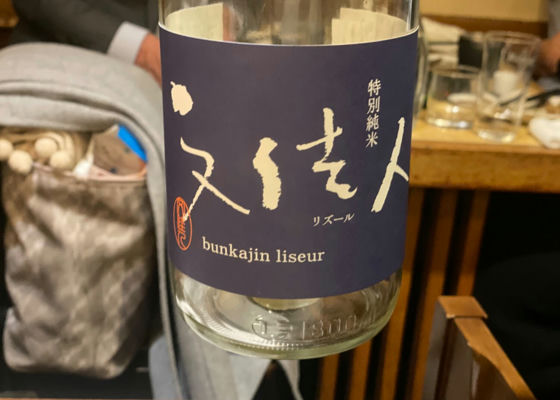 特別純米
文佳人
リズール
bunkajin liseur